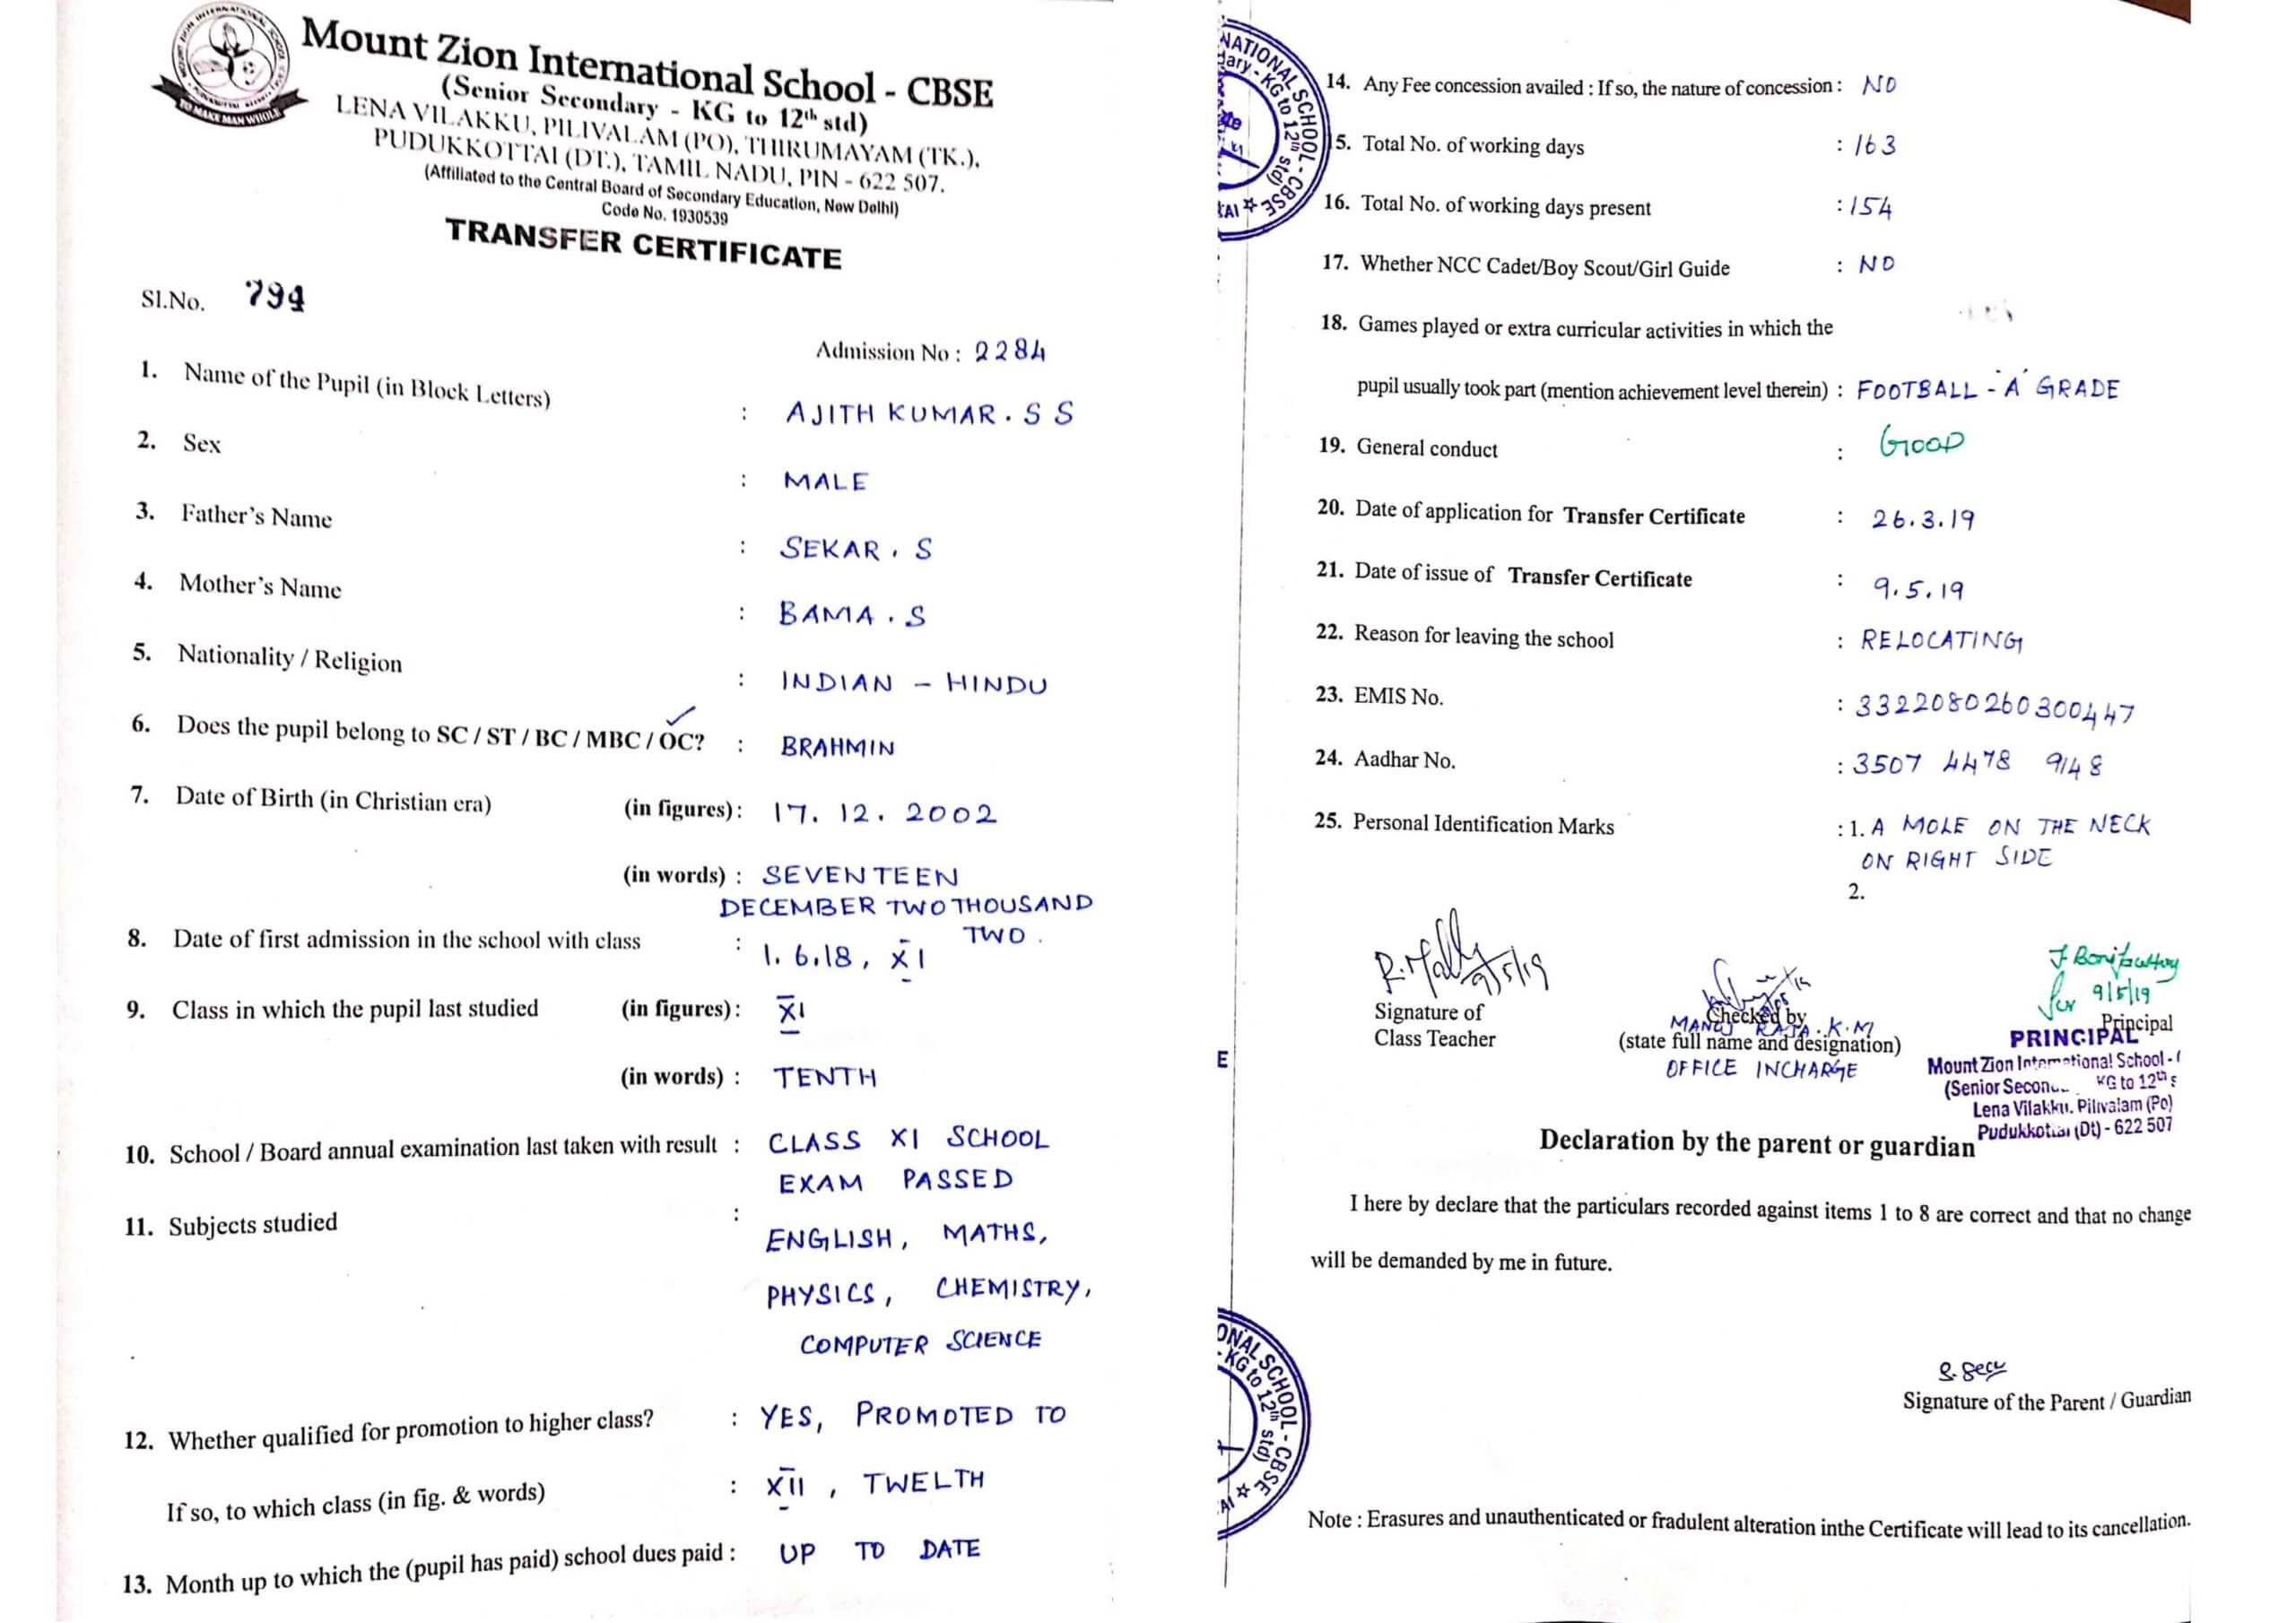 Mount Zion International School - CBSE
(Senior Secondary - KG to 12th std)
LENA VILAKKU, PILIVALAM (PO), THIRUMAYAM (TK.),
PUDUKKOTTAI (DT.), TAMIL NADU, PIN - 622 507.
(Affiliated to the Central Board of Secondary Education, New Delhi)
Code No. 1930539
TO MAKE MAN WHOLE
TRANSFER CERTIFICATE
Sl.No. 794
Admission No : 2284
1. Name of the Pupil (in Block Letters) : AJITH KUMAR . S S
2. Sex : MALE
3. Father's Name : SEKAR . S
4. Mother's Name : BAMA . S
5. Nationality / Religion : INDIAN - HINDU
6. Does the pupil belong to SC / ST / BC / MBC / OC? : BRAHMIN
7. Date of Birth (in Christian era) (in figures) : 17. 12. 2002
(in words) : SEVENTEEN
DECEMBER TWO THOUSAND
TWO .
8. Date of first admission in the school with class : 1. 6.18, XI
9. Class in which the pupil last studied (in figures) : XI
(in words) : TENTH
10. School / Board annual examination last taken with result : CLASS XI SCHOOL
EXAM PASSED
11. Subjects studied :
ENGLISH, MATHS,
PHYSICS, CHEMISTRY,
COMPUTER SCIENCE
12. Whether qualified for promotion to higher class? : YES, PROMOTED TO
If so, to which class (in fig. & words) : XII , TWELTH
13. Month up to which the (pupil has paid) school dues paid : UP TO DATE
NATIONAL SCHOOL - CBSE
dary - KG to 12th std)
14. Any Fee concession availed : If so, the nature of concession : NO
15. Total No. of working days : 163
16. Total No. of working days present : 154
17. Whether NCC Cadet/Boy Scout/Girl Guide : NO
18. Games played or extra curricular activities in which the
pupil usually took part (mention achievement level therein) : FOOTBALL - 'A' GRADE
19. General conduct : GOOD
20. Date of application for Transfer Certificate : 26.3.19
21. Date of issue of Transfer Certificate : 9.5.19
22. Reason for leaving the school : RELOCATING
23. EMIS No. : 3322080260300447
24. Aadhar No. : 3507 4478 9148
25. Personal Identification Marks : 1. A MOLE ON THE NECK
ON RIGHT SIDE
2.
9/5/19
Signature of
Class Teacher
Checked by
MANOJ RAJA . K.M
(state full name and designation)
OFFICE INCHARGE
9/5/19
Principal
PRINCIPAL
Mount Zion International School -
(Senior Secon KG to 12th s
Lena Vilakku. Pilivalam (Po)
Pudukkottai (Dt) - 622 507
E
Declaration by the parent or guardian
I here by declare that the particulars recorded against items 1 to 8 are correct and that no change
will be demanded by me in future.
ONAL SCHOOL - CBSE
- KG to 12th std)
Signature of the Parent / Guardian
Note : Erasures and unauthenticated or fradulent alteration inthe Certificate will lead to its cancellation.